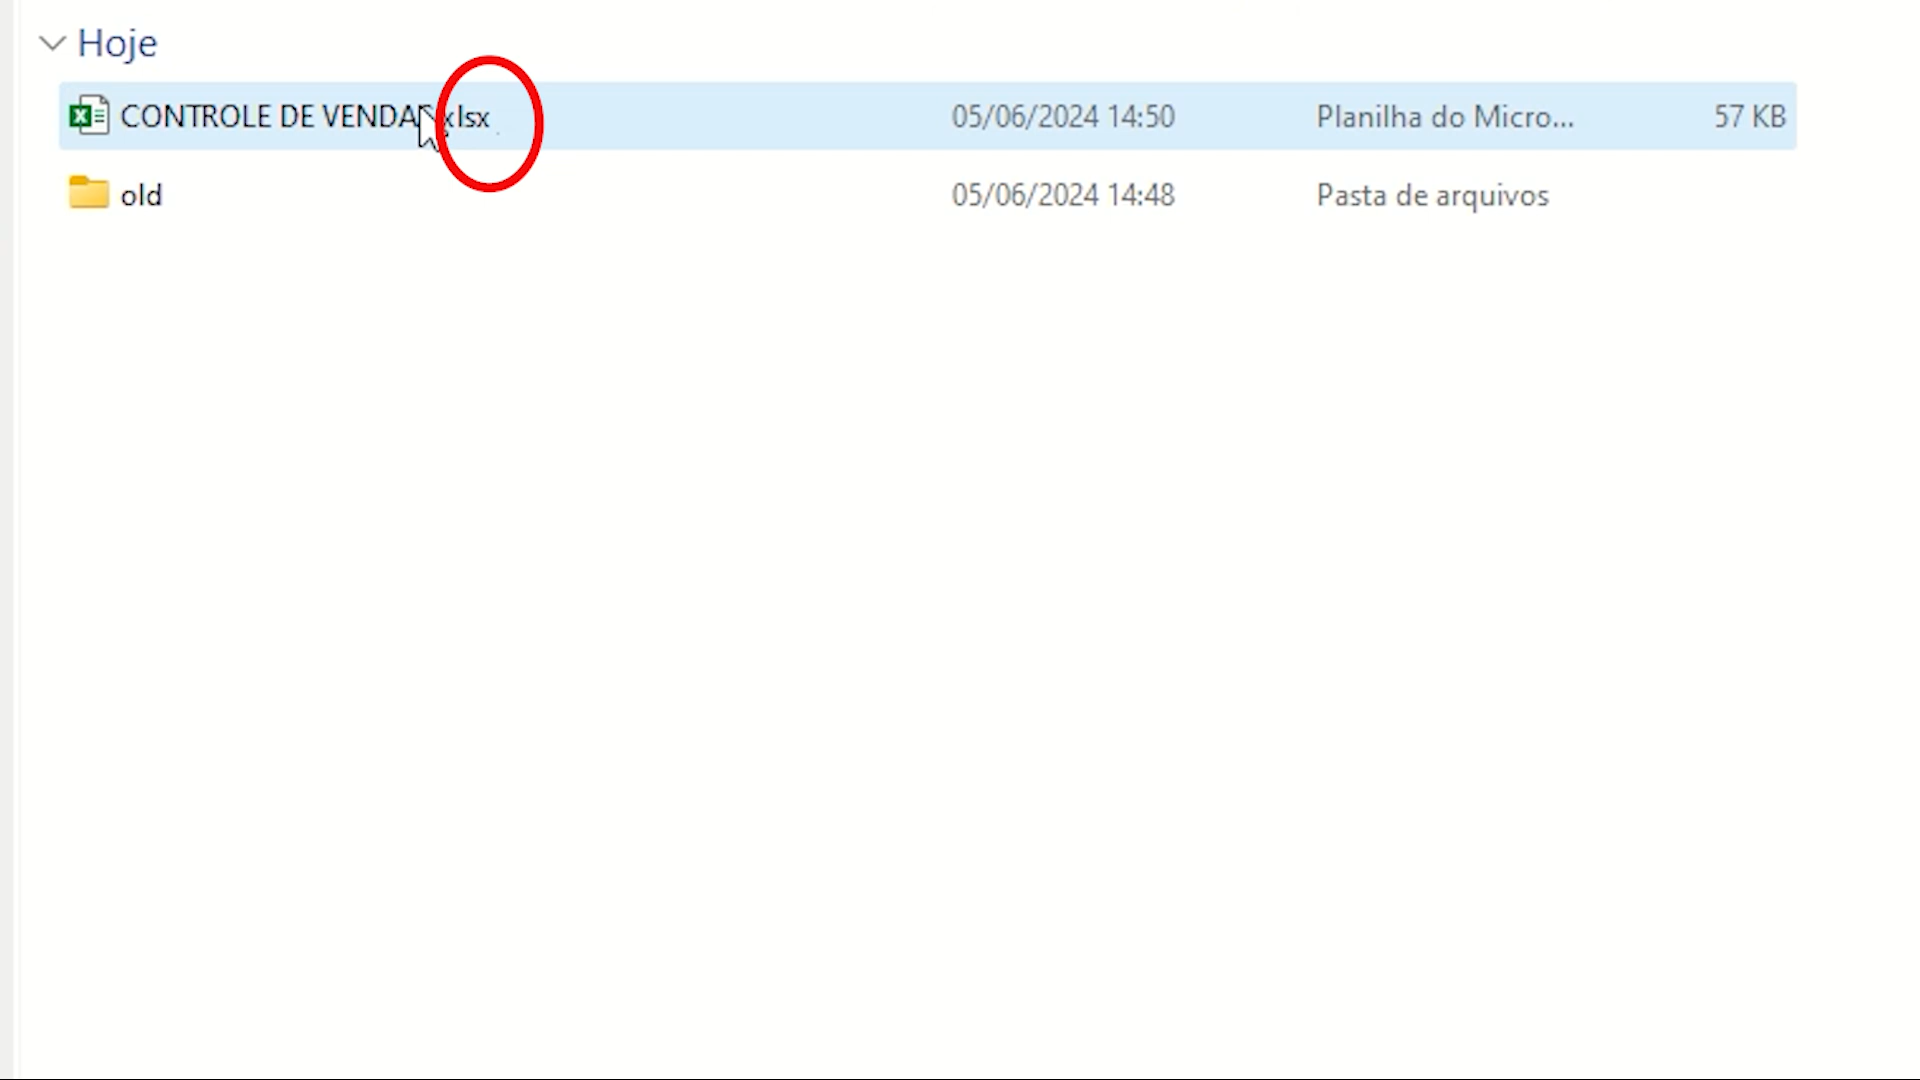 Hoje
CONTROLE DE VENDA xlsx 05/06/2024 14:50 Planilha do Micro... 57 KB
old 05/06/2024 14:48 Pasta de arquivos